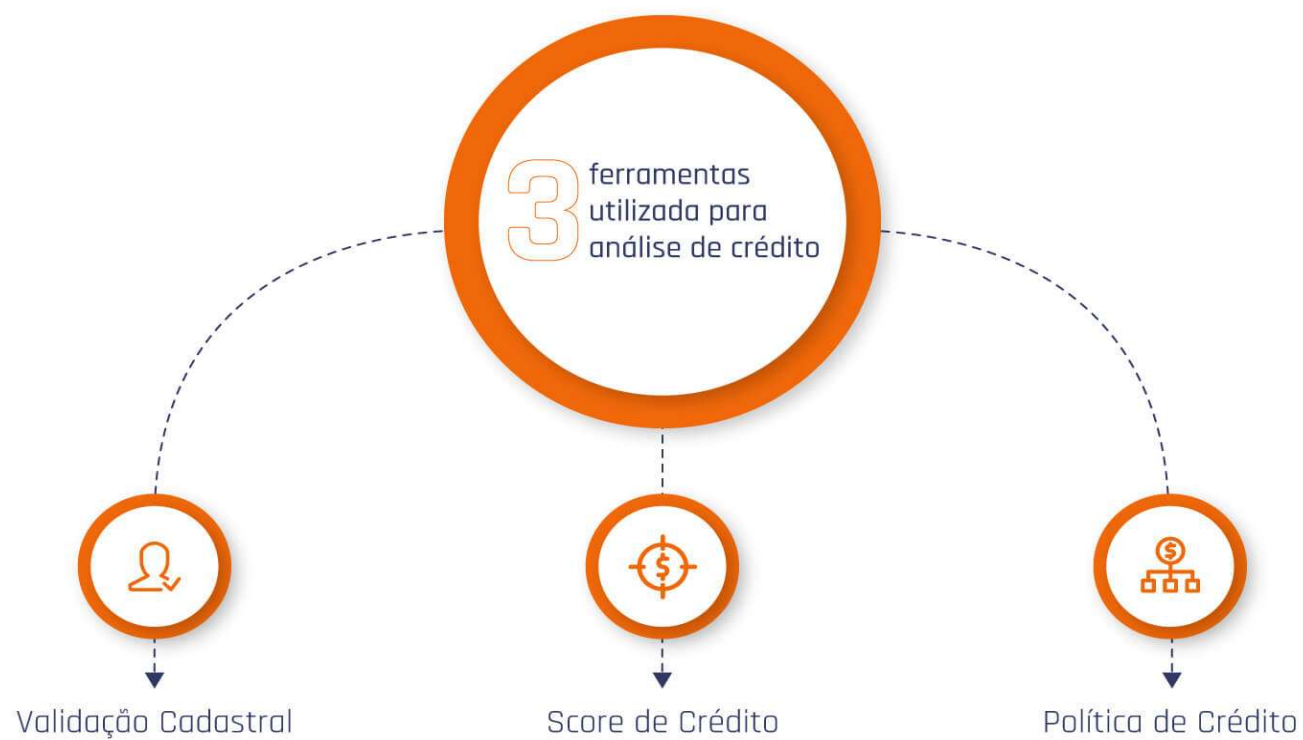 3
ferramentas
utilizada para
análise de crédito
$
$
Validação Cadastral
Score de Crédito
Política de Crédito